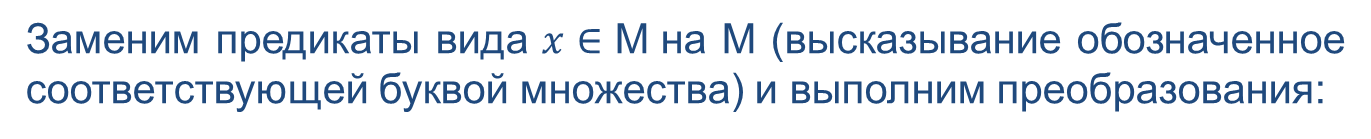 Заменим предикаты вида 𝑥 ∈ М на М (высказывание обозначенное
соответствующей буквой множества) и выполним преобразования: